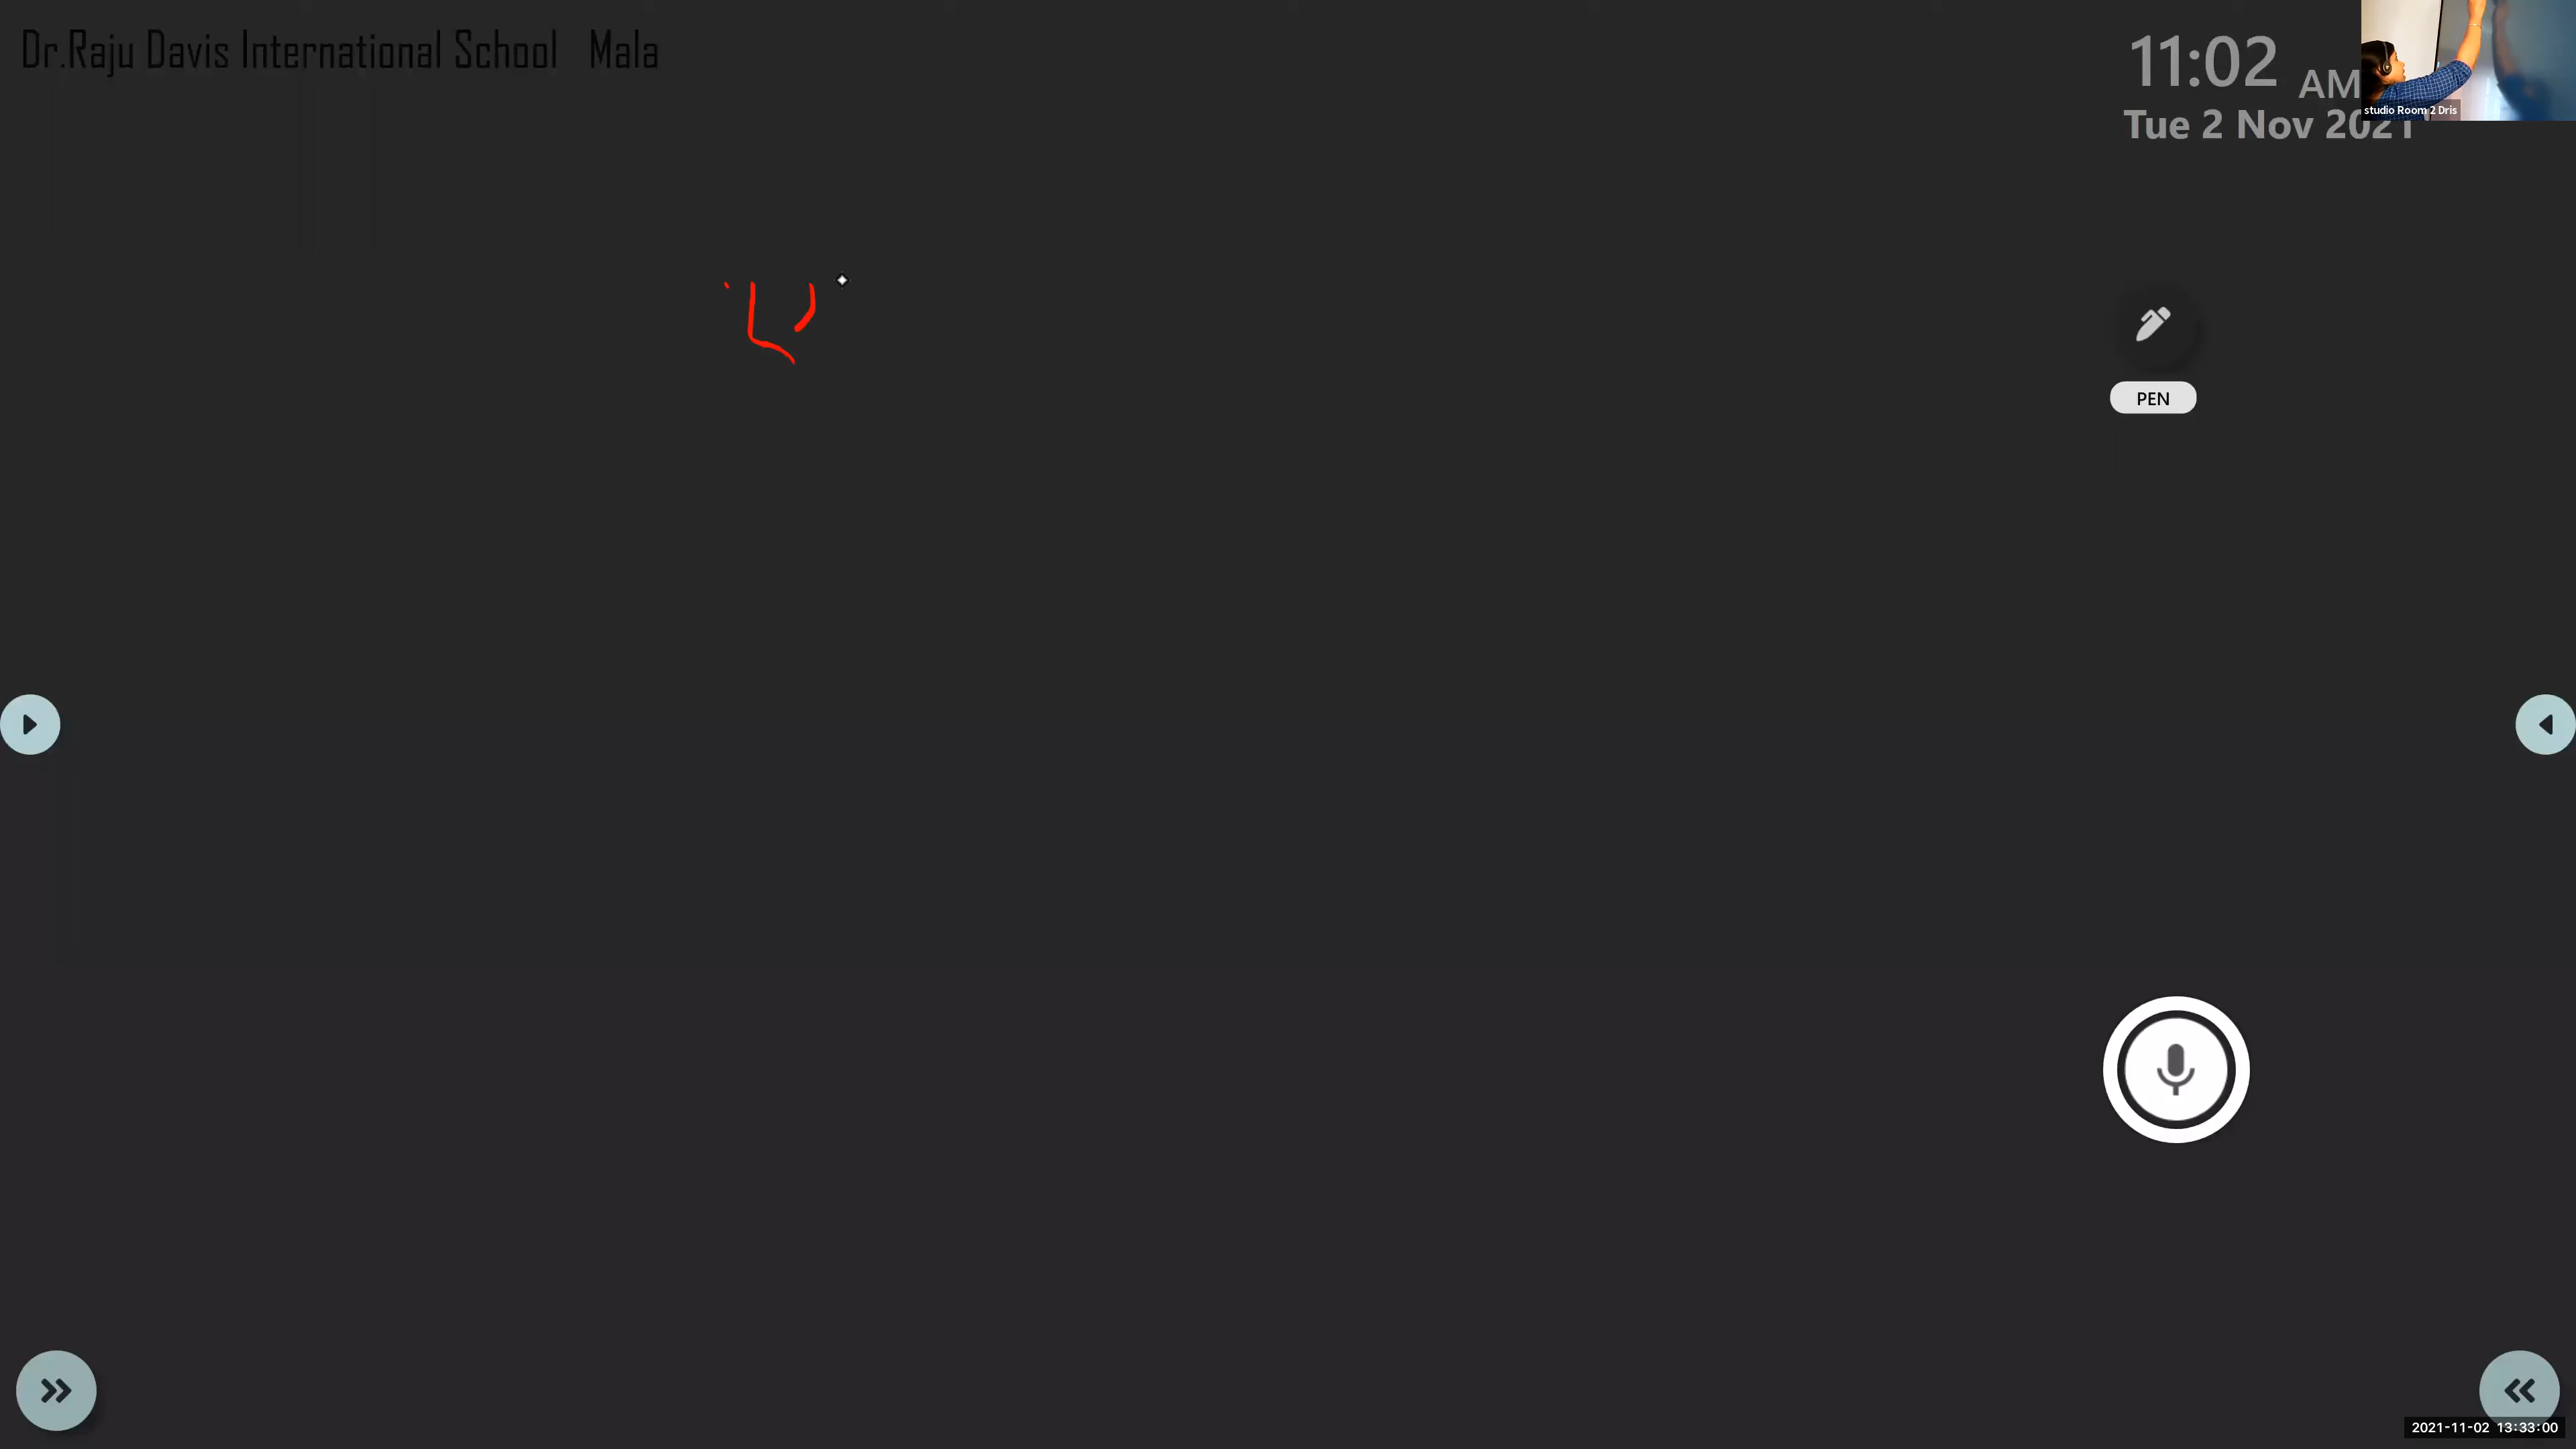 Dr.Raju Davis International School Mala
11:02 AM
Tue 2 Nov 2021
studio Room 2 Dris
PEN
2021-11-02 13:33:00